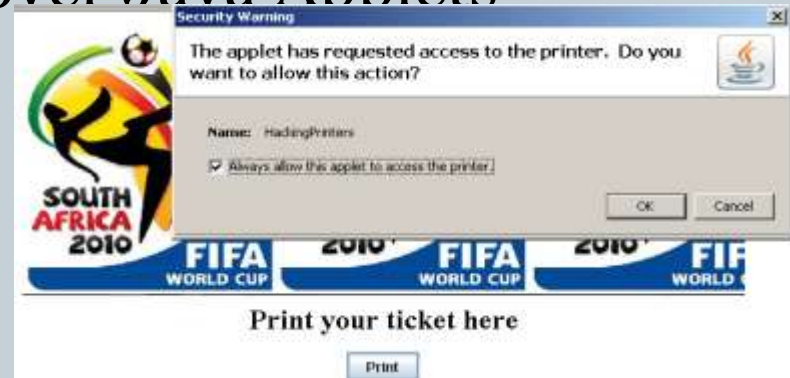 Java Applets
Security Warning
The applet has requested access to the printer. Do you
want to allow this action?
Name: HackingPrinters
Always allow this applet to access the printer.
OK Cancel
SOUTH
AFRICA
2010 2010 2010
FIFA FIFA FIF
WORLD CUP WORLD CUP WORLD
Print your ticket here
Print